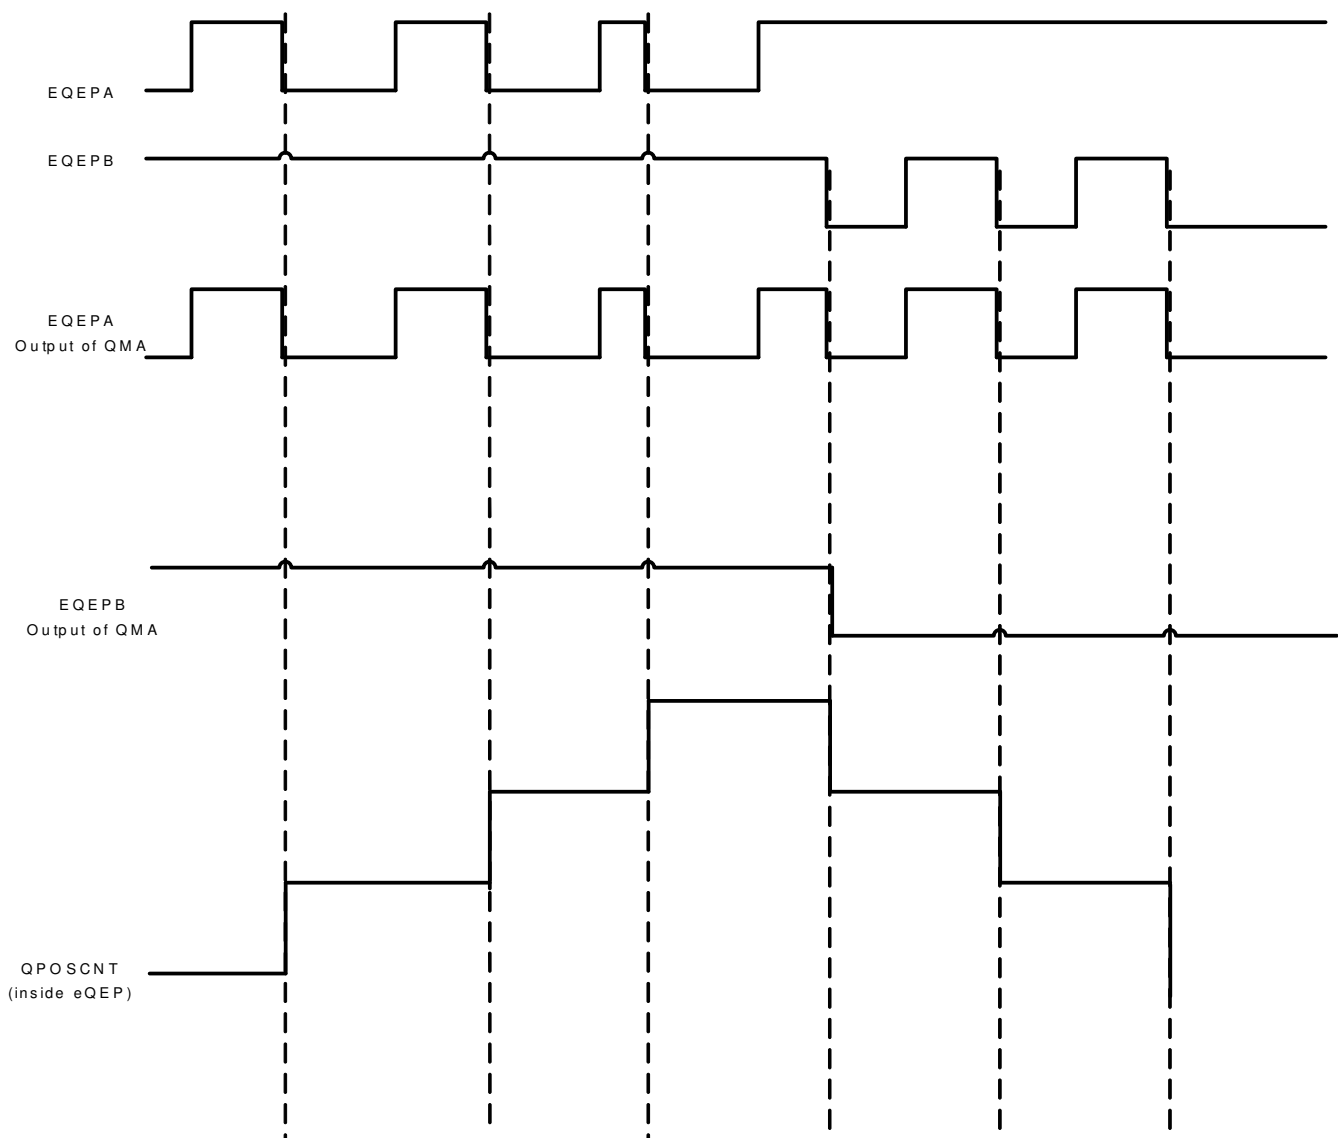 EQEPA
EQEPB
EQEPA
Output of QMA
EQEPB
Output of QMA
QPOSCNT
(inside eQEP)